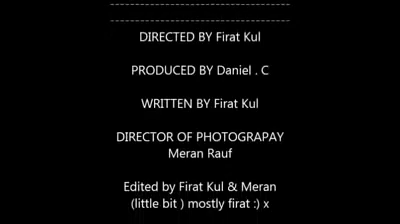 DIRECTED BY Firat Kul
PRODUCED BY Daniel . C
WRITTEN BY Firat Kul
DIRECTOR OF PHOTOGRAPAY
Meran Rauf
Edited by Firat Kul & Meran
(little bit ) mostly firat :) x